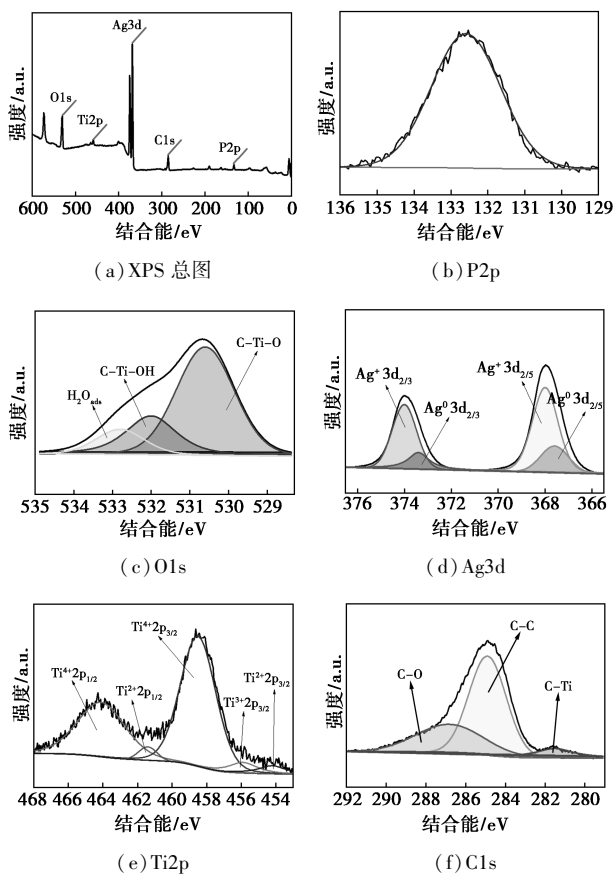 强度/a.u.
Ag3d
O1s
Ti2p
C1s
P2p
600 500 400 300 200 100 0
结合能/eV
(a)XPS 总图
强度/a.u.
136 135 134 133 132 131 130 129
结合能/eV
(b)P2p
强度/a.u.
C-Ti-O
C-Ti-OH
H₂Oₐds
535 534 533 532 531 530 529
结合能/eV
(c)O1s
强度/a.u.
Ag⁺ 3d₂/₃
Ag⁰ 3d₂/₃
Ag⁺ 3d₂/₅
Ag⁰ 3d₂/₅
376 374 372 370 368 366
结合能/eV
(d)Ag3d
强度/a.u.
Ti⁴⁺2p₁/₂
Ti²⁺2p₁/₂
Ti⁴⁺2p₃/₂
Ti³⁺2p₃/₂
Ti²⁺2p₃/₂
468 466 464 462 460 458 456 454
结合能/eV
(e)Ti2p
强度/a.u.
C-O
C-C
C-Ti
292 290 288 286 284 282 280
结合能/eV
(f)C1s